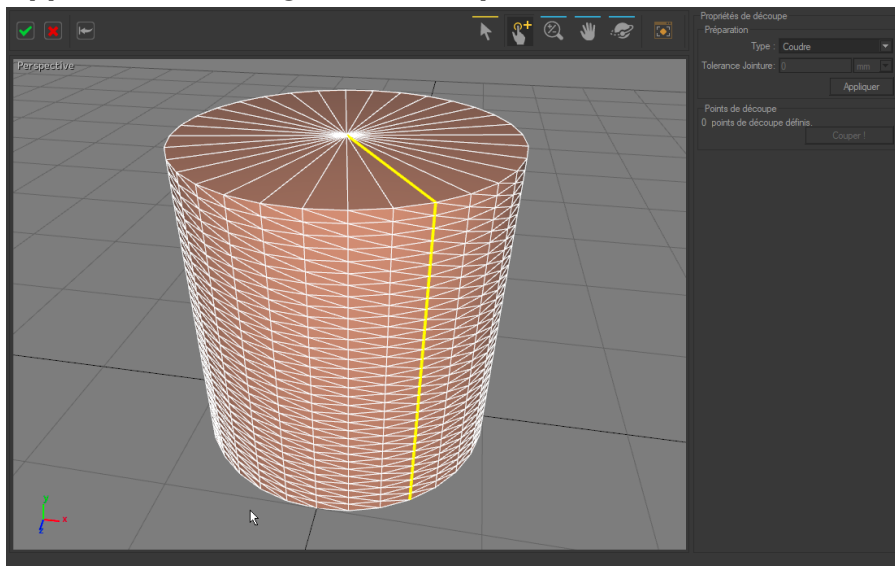 Propriétés de découpe
Préparation
Type : Coudre
Tolerance Jointure: 0 mm
Appliquer
Points de découpe
0 points de découpe définis.
Couper !
Perspective
x
z